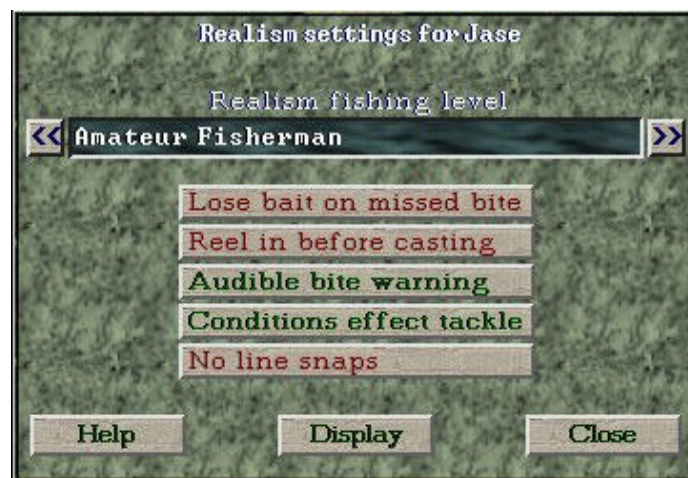 Realism settings for Jase
Realism fishing level
<< Amateur Fisherman >>
Lose bait on missed bite
Reel in before casting
Audible bite warning
Conditions effect tackle
No line snaps
Help Display Close